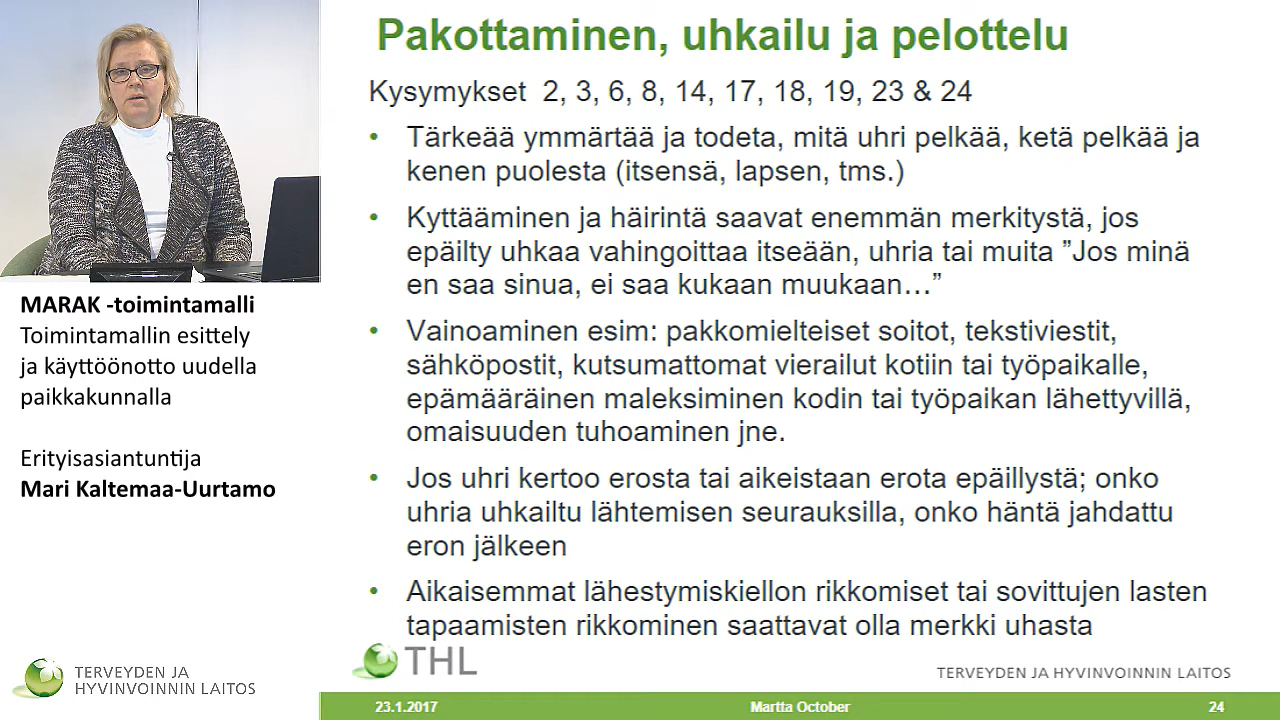 Pakottaminen, uhkailu ja pelottelu
Kysymykset 2, 3, 6, 8, 14, 17, 18, 19, 23 & 24
• Tärkeää ymmärtää ja todeta, mitä uhri pelkää, ketä pelkää ja
kenen puolesta (itsensä, lapsen, tms.)
• Kyttääminen ja häirintä saavat enemmän merkitystä, jos
epäilty uhkaa vahingoittaa itseään, uhria tai muita ”Jos minä
en saa sinua, ei saa kukaan muukaan…”
• Vainoaminen esim: pakkomielteiset soitot, tekstiviestit,
sähköpostit, kutsumattomat vierailut kotiin tai työpaikalle,
epämääräinen maleksiminen kodin tai työpaikan lähettyvillä,
omaisuuden tuhoaminen jne.
• Jos uhri kertoo erosta tai aikeistaan erota epäillystä; onko
uhria uhkailtu lähtemisen seurauksilla, onko häntä jahdattu
eron jälkeen
• Aikaisemmat lähestymiskiellon rikkomiset tai sovittujen lasten
tapaamisten rikkominen saattavat olla merkki uhasta
THL
TERVEYDEN JA HYVINVOINNIN LAITOS
23.1.2017
Martta October
24
MARAK -toimintamalli
Toimintamallin esittely
ja käyttöönotto uudella
paikkakunnalla
Erityisasiantuntija
Mari Kaltemaa-Uurtamo
TERVEYDEN JA
HYVINVOINNIN LAITOS